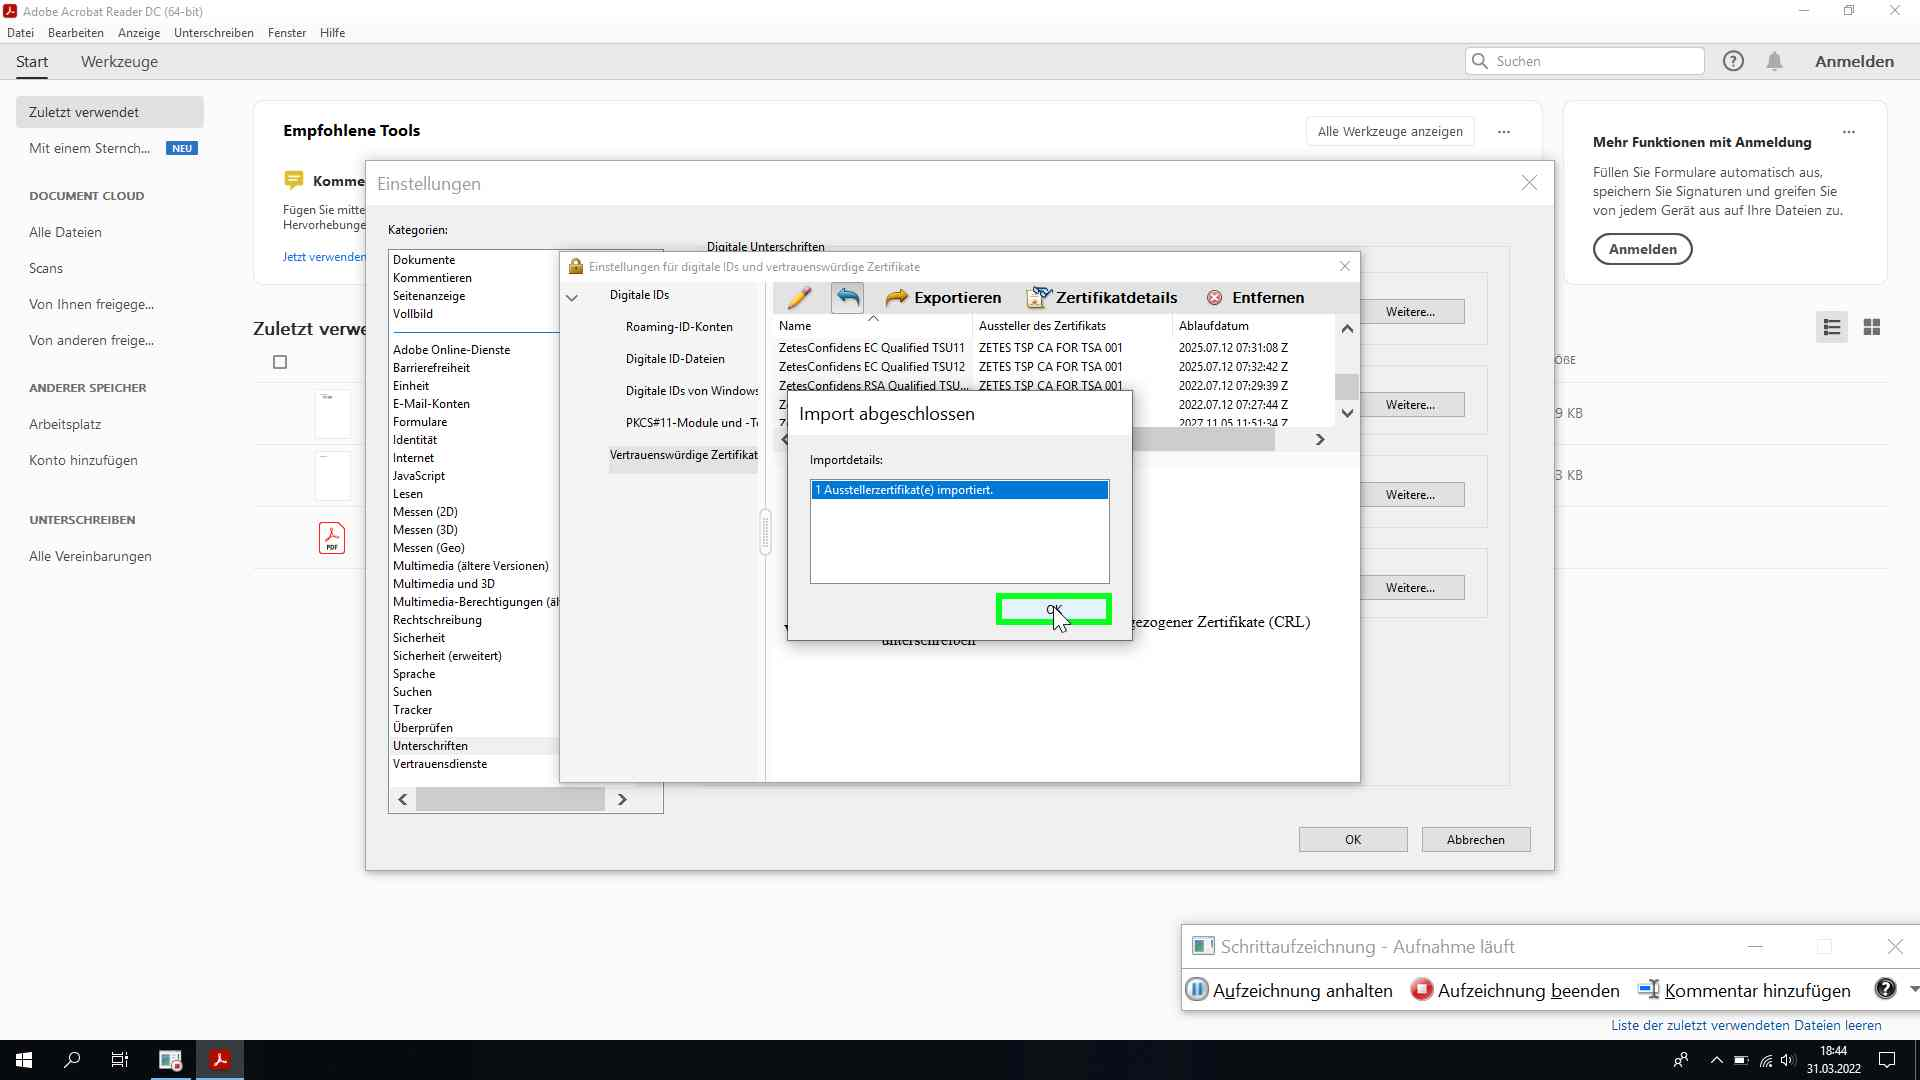 Adobe Acrobat Reader DC (64-bit)
Datei Bearbeiten Anzeige Unterschreiben Fenster Hilfe
Start Werkzeuge
Suchen
Anmelden
Zuletzt verwendet
Mit einem Sternch... NEU
DOCUMENT CLOUD
Alle Dateien
Scans
Von Ihnen freigege...
Von anderen freige...
ANDERER SPEICHER
Arbeitsplatz
Konto hinzufügen
UNTERSCHREIBEN
Alle Vereinbarungen
Empfohlene Tools
Alle Werkzeuge anzeigen
Komme
Fügen Sie mitte
Hervorhebunge
Jetzt verwenden
Zuletzt verwe
PDF
Mehr Funktionen mit Anmeldung
Füllen Sie Formulare automatisch aus,
speichern Sie Signaturen und greifen Sie
von jedem Gerät aus auf Ihre Dateien zu.
Anmelden
ÖßE
9 KB
3 KB
Einstellungen
Kategorien:
Dokumente
Kommentieren
Seitenanzeige
Vollbild
Adobe Online-Dienste
Barrierefreiheit
Einheit
E-Mail-Konten
Formulare
Identität
Internet
JavaScript
Lesen
Messen (2D)
Messen (3D)
Messen (Geo)
Multimedia (ältere Versionen)
Multimedia und 3D
Multimedia-Berechtigungen (äl
Rechtschreibung
Sicherheit
Sicherheit (erweitert)
Sprache
Suchen
Tracker
Überprüfen
Unterschriften
Vertrauensdienste
Digitale Unterschriften
Weitere...
Weitere...
Weitere...
Weitere...
OK
Abbrechen
Einstellungen für digitale IDs und vertrauenswürdige Zertifikate
Digitale IDs
Roaming-ID-Konten
Digitale ID-Dateien
Digitale IDs von Windows
PKCS#11-Module und -T
Vertrauenswürdige Zertifikat
Exportieren Zertifikatdetails Entfernen
Name Aussteller des Zertifikats Ablaufdatum
ZetesConfidens EC Qualified TSU11 ZETES TSP CA FOR TSA 001 2025.07.12 07:31:08 Z
ZetesConfidens EC Qualified TSU12 ZETES TSP CA FOR TSA 001 2025.07.12 07:32:42 Z
ZetesConfidens RSA Qualified TSU... ZETES TSP CA FOR TSA 001 2022.07.12 07:29:39 Z
2022.07.12 07:27:44 Z
2027.11.05 11:51:34 Z
gezogener Zertifikate (CRL)
unterschreiben
Import abgeschlossen
Importdetails:
1 Ausstellerzertifikat(e) importiert.
OK
Schrittaufzeichnung - Aufnahme läuft
Aufzeichnung anhalten Aufzeichnung beenden Kommentar hinzufügen
Liste der zuletzt verwendeten Dateien leeren
18:44
31.03.2022